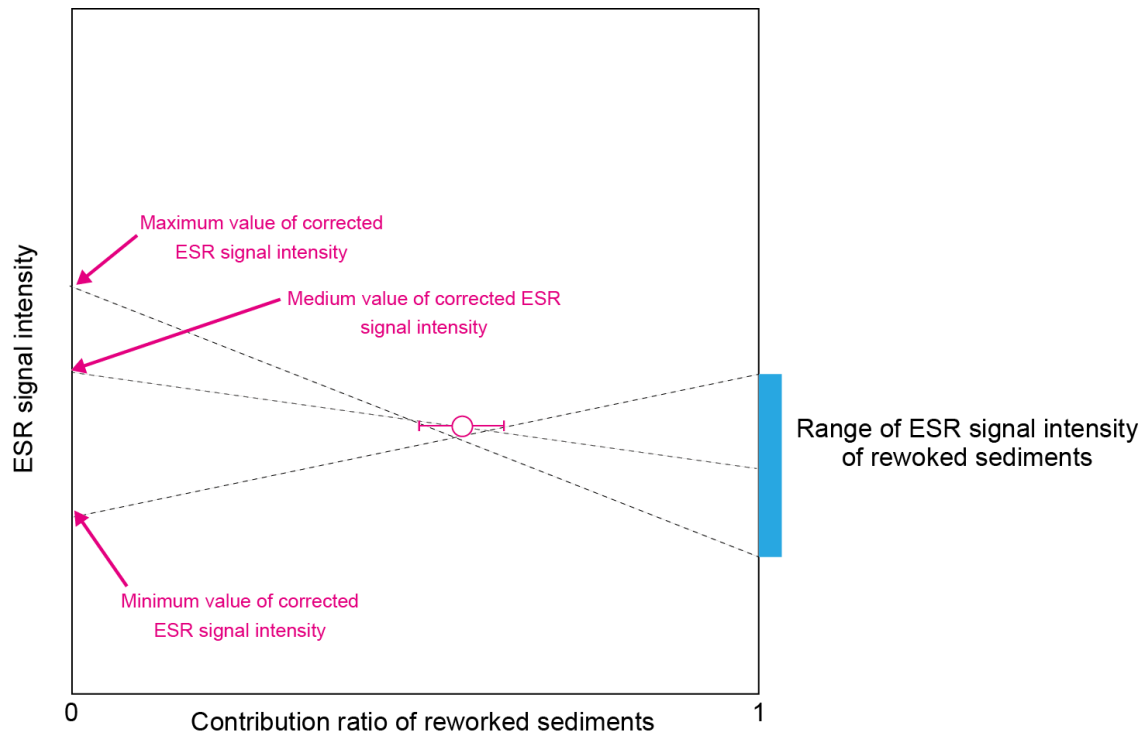 Maximum value of corrected
ESR signal intensity
Medium value of corrected ESR
signal intensity
ESR signal intensity
Range of ESR signal intensity
of rewoked sediments
Minimum value of corrected
ESR signal intensity
0
Contribution ratio of reworked sediments
1